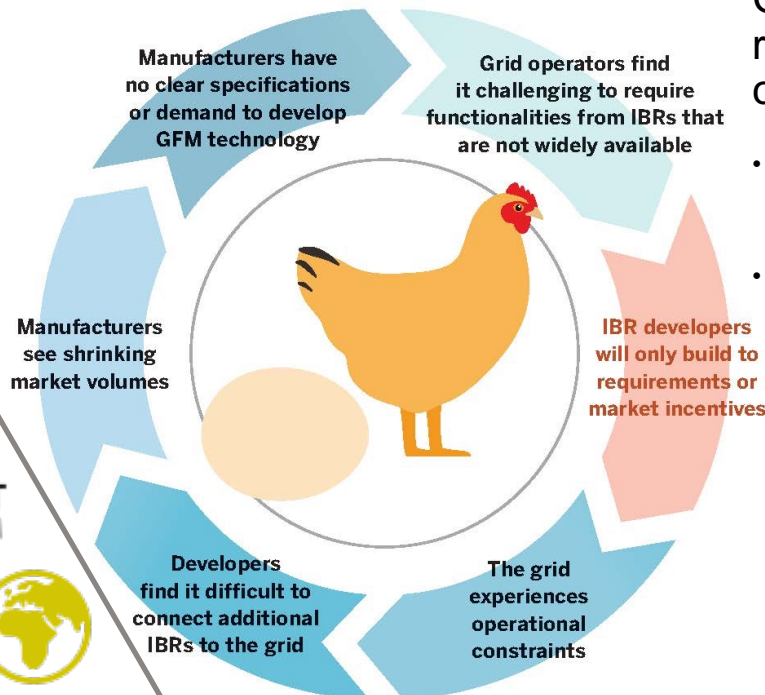 Manufacturers have
no clear specifications
or demand to develop
GFM technology
Grid operators find
it challenging to require
functionalities from IBRs that
are not widely available
IBR developers
will only build to
requirements or
market incentives
The grid
experiences
operational
constraints
Developers
find it difficult to
connect additional
IBRs to the grid
Manufacturers
see shrinking
market volumes